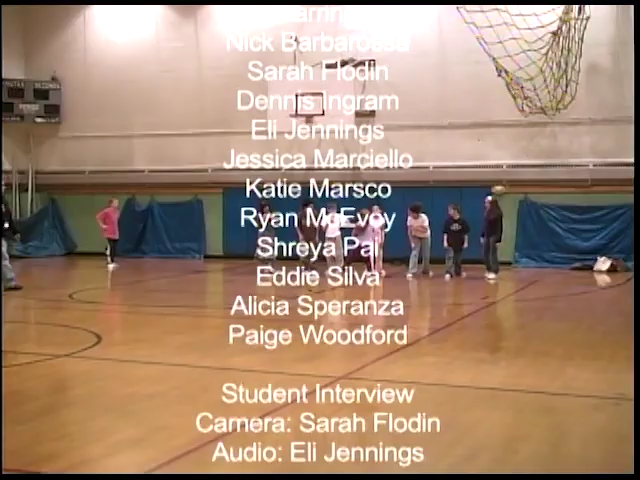 Nick Barbarossa
Sarah Flodin
Dennis Ingram
Eli Jennings
Jessica Marciello
Katie Marsco
Ryan McEvoy
Shreya Pai
Eddie Silva
Alicia Speranza
Paige Woodford
Student Interview
Camera: Sarah Flodin
Audio: Eli Jennings